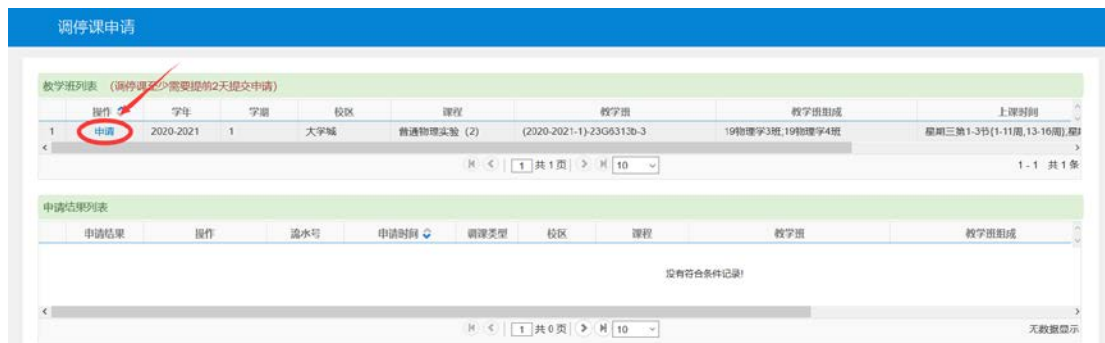 调停课申请
教学班列表 (调停课至少需要提前2天提交申请)
操作 学年 学期 校区 课程 教学班 教学班组成 上课时间
1 申请 2020-2021 1 大学城 普通物理实验 (2) (2020-2021-1)-23G6313b-3 19物理学3班;19物理学4班 星期三第1-3节{1-11周,13-16周},星期
1 共 1 页 10 1 - 1 共 1 条
申请结果列表
申请结果 操作 流水号 申请时间 调课类型 校区 课程 教学班 教学班组成
没有符合条件记录!
1 共 0 页 10 无数据显示